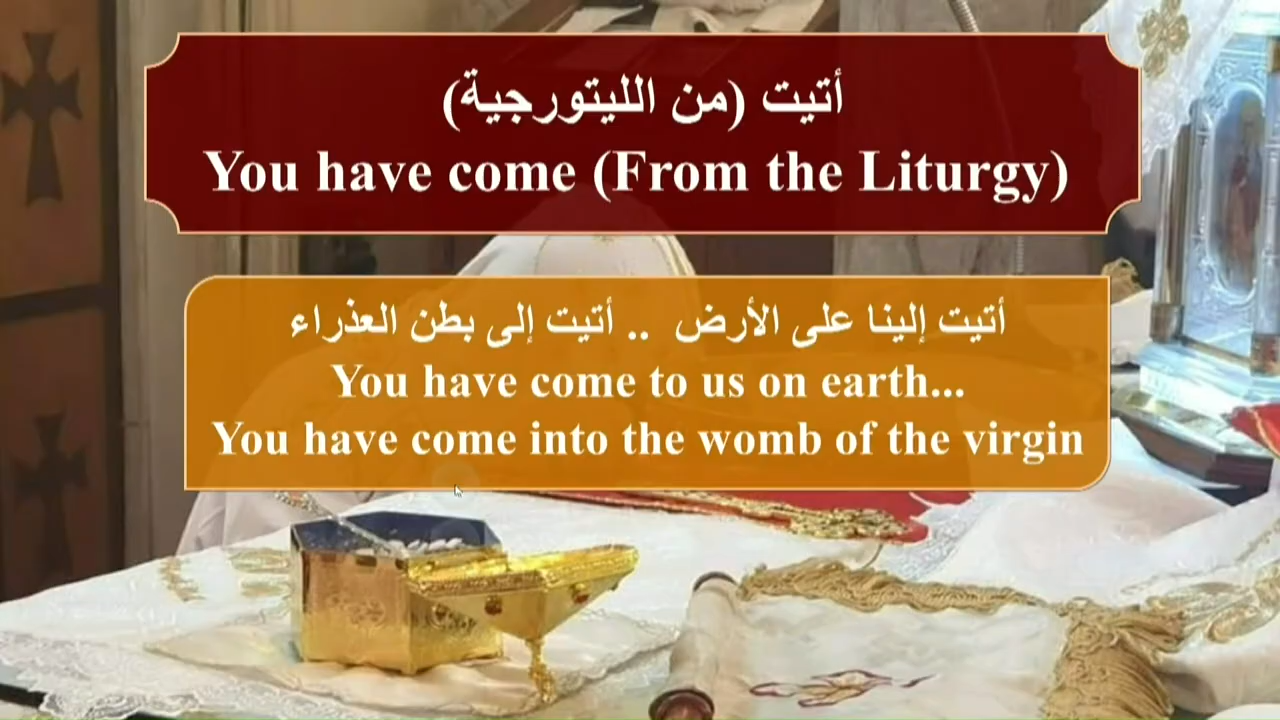 أتيت (من الليتورجية)
You have come (From the Liturgy)
أتيت إلينا على الأرض .. أتيت إلى بطن العذراء
You have come to us on earth...
You have come into the womb of the virgin